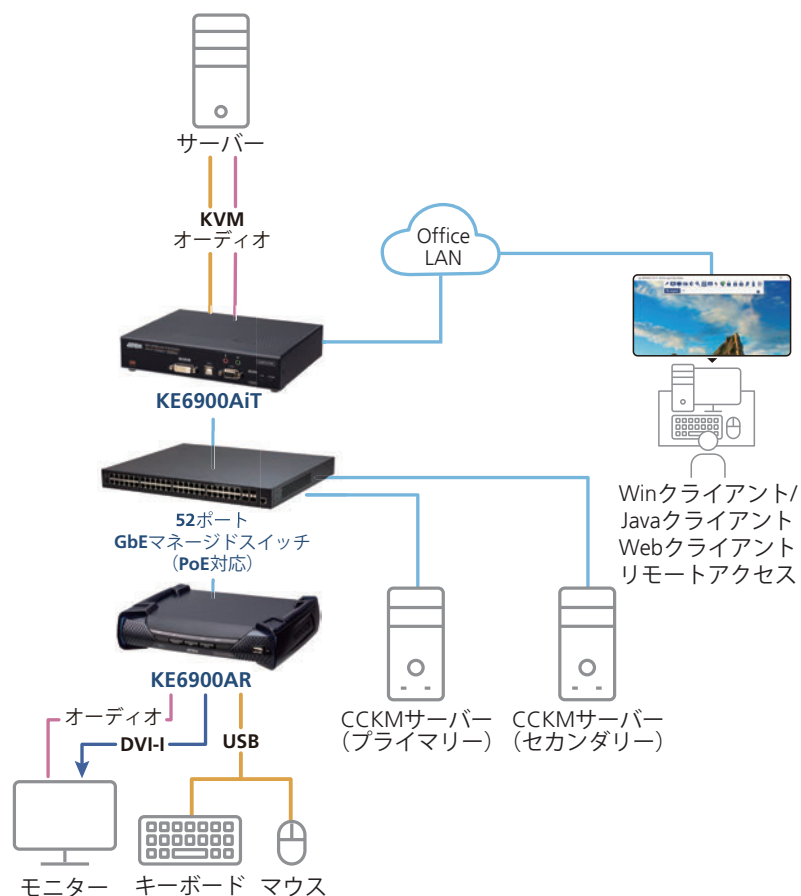 サーバー
KVM
オーディオ
Office
LAN
KE6900AiT
52ポート
GbEマネージドスイッチ
（PoE対応）
Winクライアント/
Javaクライアント
Webクライアント
リモートアクセス
KE6900AR
オーディオ
DVI-I
USB
CCKMサーバー
（プライマリー）
CCKMサーバー
（セカンダリー）
モニター
キーボード
マウス